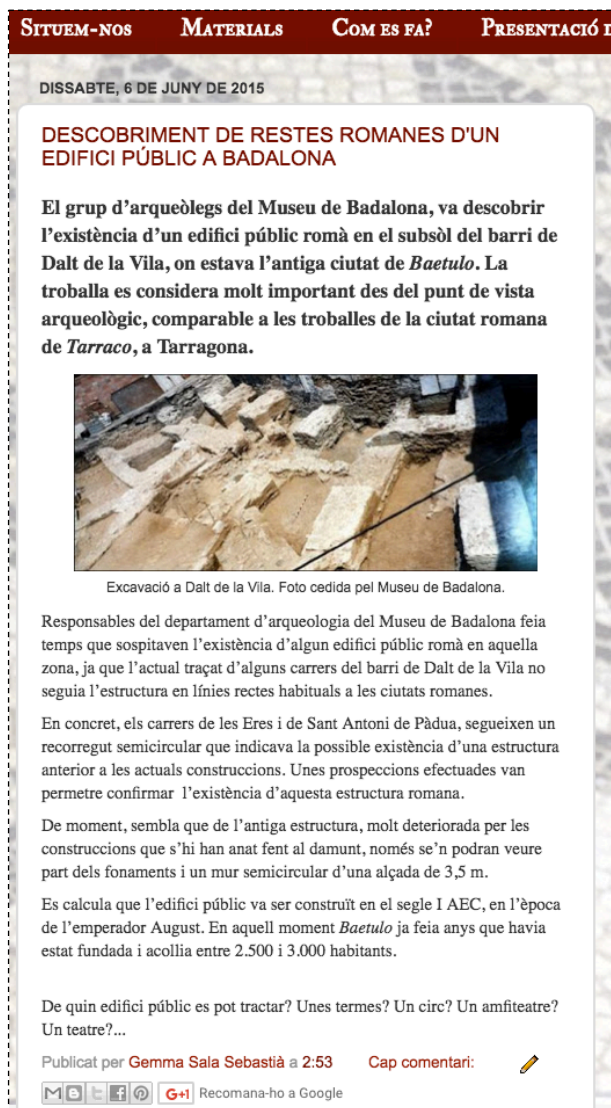 SITUEM-NOS MATERIALS COM ES FA? PRESENTACIÓ
DISSABTE, 6 DE JUNY DE 2015
DESCOBRIMENT DE RESTES ROMANES D'UN
EDIFICI PÚBLIC A BADALONA
El grup d’arqueòlegs del Museu de Badalona, va descobrir
l’existència d’un edifici públic romà en el subsòl del barri de
Dalt de la Vila, on estava l’antiga ciutat de Baetulo. La
troballa es considera molt important des del punt de vista
arqueològic, comparable a les troballes de la ciutat romana
de Tarraco, a Tarragona.
Excavació a Dalt de la Vila. Foto cedida pel Museu de Badalona.
Responsables del departament d’arqueologia del Museu de Badalona feia
temps que sospitaven l’existència d’algun edifici públic romà en aquella
zona, ja que l’actual traçat d’alguns carrers del barri de Dalt de la Vila no
seguia l’estructura en línies rectes habituals a les ciutats romanes.
En concret, els carrers de les Eres i de Sant Antoni de Pàdua, segueixen un
recorregut semicircular que indicava la possible existència d’una estructura
anterior a les actuals construccions. Unes prospeccions efectuades van
permetre confirmar l’existència d’aquesta estructura romana.
De moment, sembla que de l’antiga estructura, molt deteriorada per les
construccions que s’hi han anat fent al damunt, només se’n podran veure
part dels fonaments i un mur semicircular d’una alçada de 3,5 m.
Es calcula que l’edifici públic va ser construït en el segle I AEC, en l’època
de l’emperador August. En aquell moment Baetulo ja feia anys que havia
estat fundada i acollia entre 2.500 i 3.000 habitants.
De quin edifici públic es pot tractar? Unes termes? Un circ? Un amfiteatre?
Un teatre?...
Publicat per Gemma Sala Sebastià a 2:53 Cap comentari:
G+1 Recomana-ho a Google